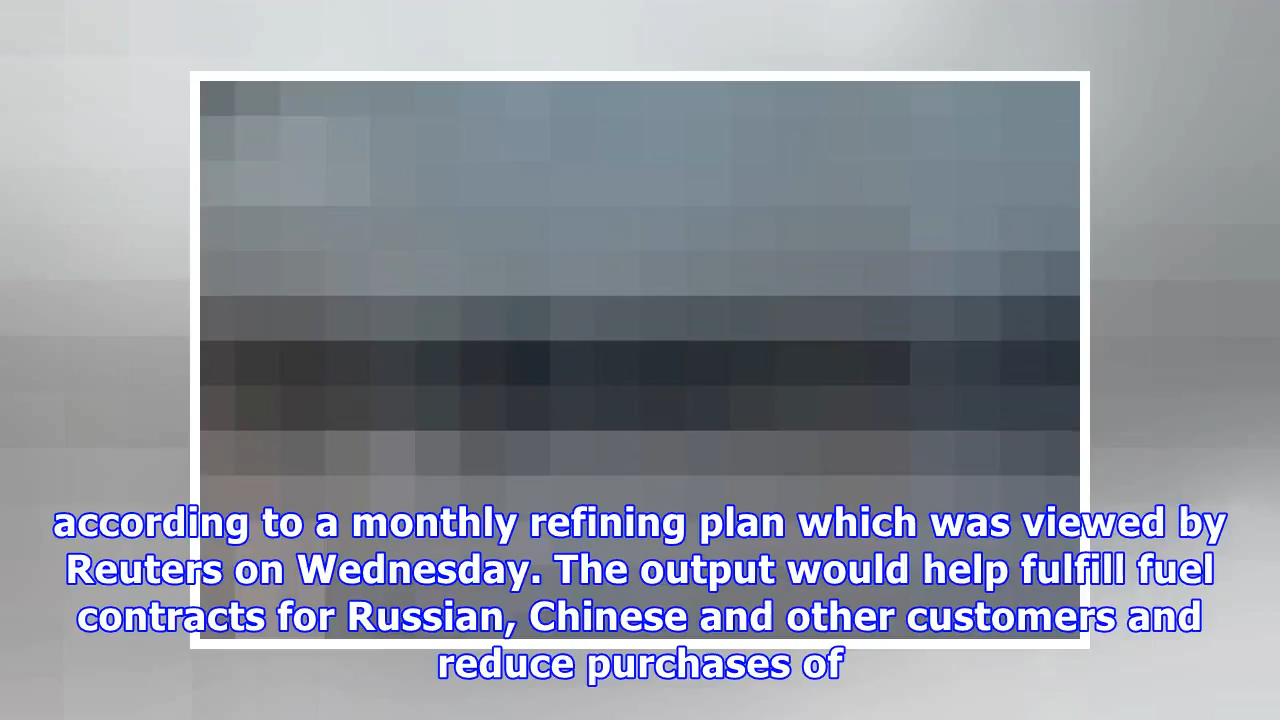 according to a monthly refining plan which was viewed by
Reuters on Wednesday. The output would help fulfill fuel
contracts for Russian, Chinese and other customers and
reduce purchases of